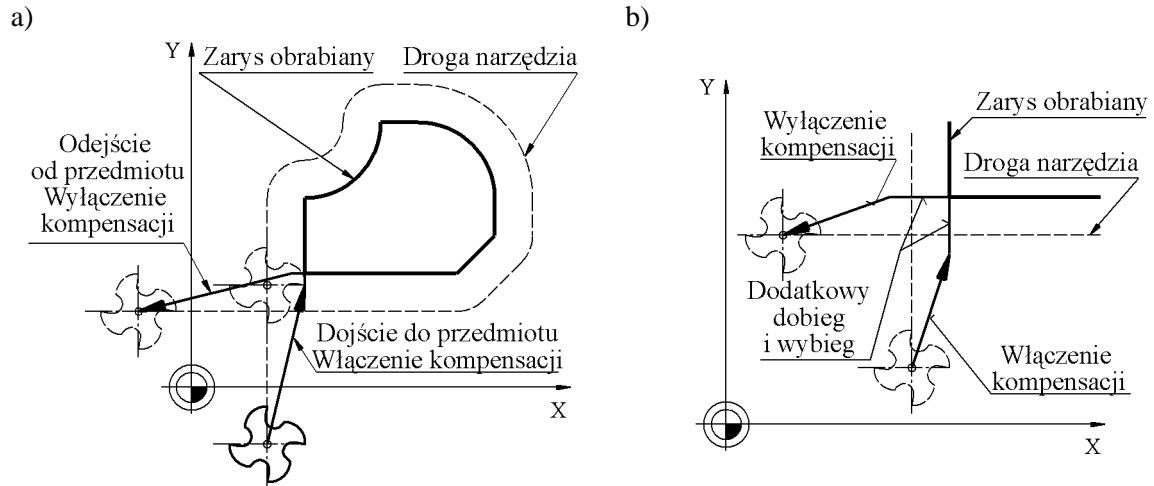 a)
Y
Zarys obrabiany
Droga narzędzia
Odejście
od przedmiotu
Wyłączenie
kompensacji
Dojście do przedmiotu
Włączenie kompensacji
X
b)
Y
Zarys obrabiany
Wyłączenie
kompensacji
Droga narzędzia
Dodatkowy
dobieg
i wybieg
Włączenie
kompensacji
X